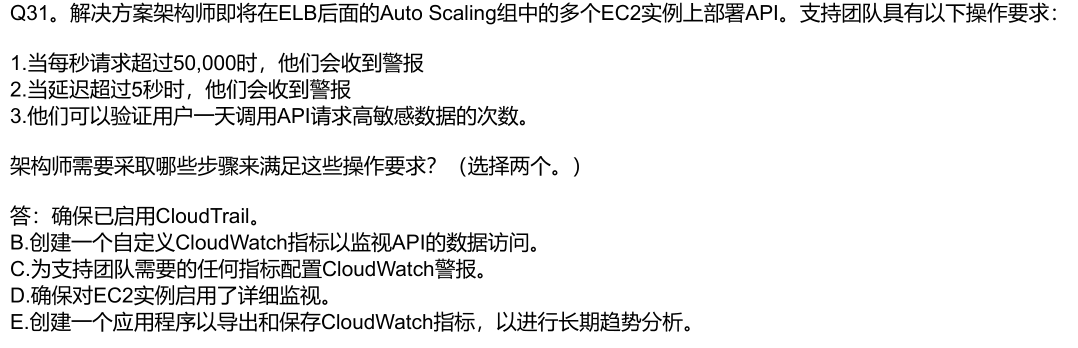 Q31。解决方案架构师即将在ELB后面的Auto Scaling组中的多个EC2实例上部署API。支持团队具有以下操作要求：
1.当每秒请求超过50,000时，他们会收到警报
2.当延迟超过5秒时，他们会收到警报
3.他们可以验证用户一天调用API请求高敏感数据的次数。
架构师需要采取哪些步骤来满足这些操作要求？（选择两个。）
答：确保已启用CloudTrail。
B.创建一个自定义CloudWatch指标以监视API的数据访问。
C.为支持团队需要的任何指标配置CloudWatch警报。
D.确保对EC2实例启用了详细监视。
E.创建一个应用程序以导出和保存CloudWatch指标，以进行长期趋势分析。